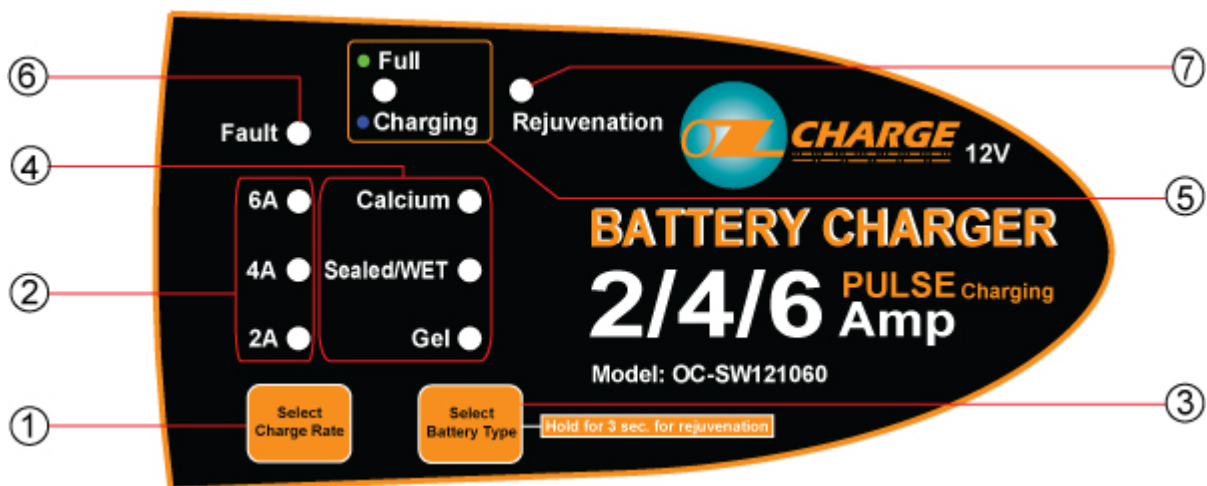 ⑥
Fault
Full
Charging
Rejuvenation
⑦
OZ CHARGE 12V
④
⑤
6A
4A
2A
②
Calcium
Sealed/WET
Gel
BATTERY CHARGER
2/4/6 PULSE Charging
Amp
Model: OC-SW121060
①
Select
Charge Rate
Select
Battery Type
Hold for 3 sec. for rejuvenation
③